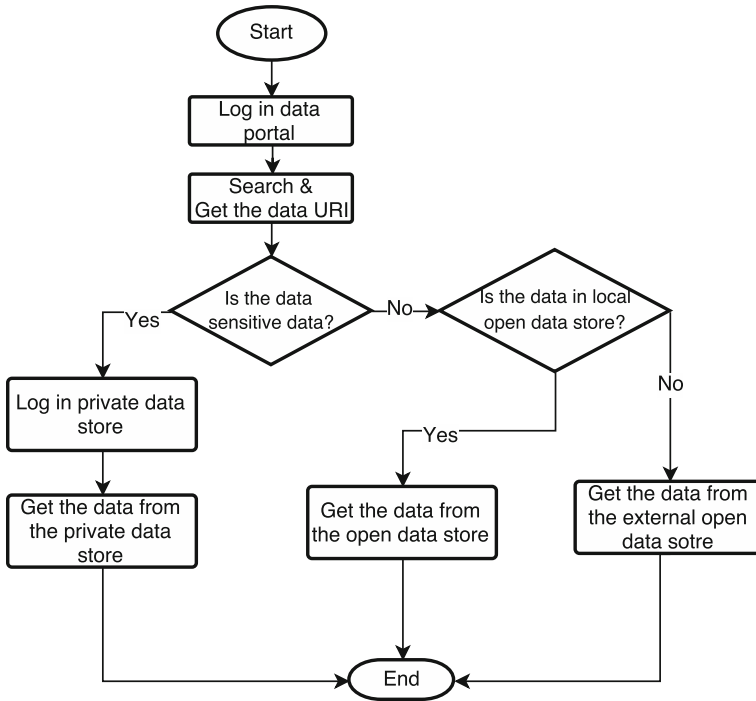 Start
Log in data
portal
Search &
Get the data URI
Is the data
sensitive data?
Yes
No
Is the data in local
open data store?
No
Yes
Log in private data
store
Get the data from
the private data
store
Get the data from
the open data store
Get the data from
the external open
data sotre
End